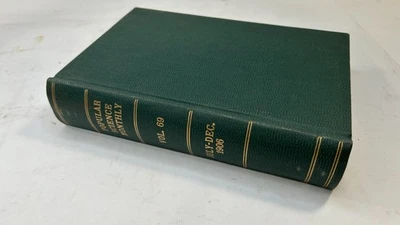 POPULAR
SCIENCE
MONTHLY
VOL. 69
JULY-DEC.
1906